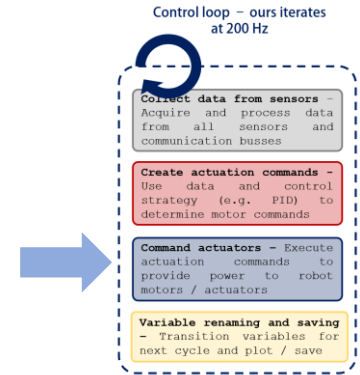 Control loop – ours iterates
at 200 Hz
Collect data from sensors –
Acquire and process data
from all sensors and
communication busses
Create actuation commands -
Use data and control
strategy (e.g. PID) to
determine motor commands
Command actuators – Execute
actuation commands to
provide power to robot
motors / actuators
Variable renaming and saving
– Transition variables for
next cycle and plot / save